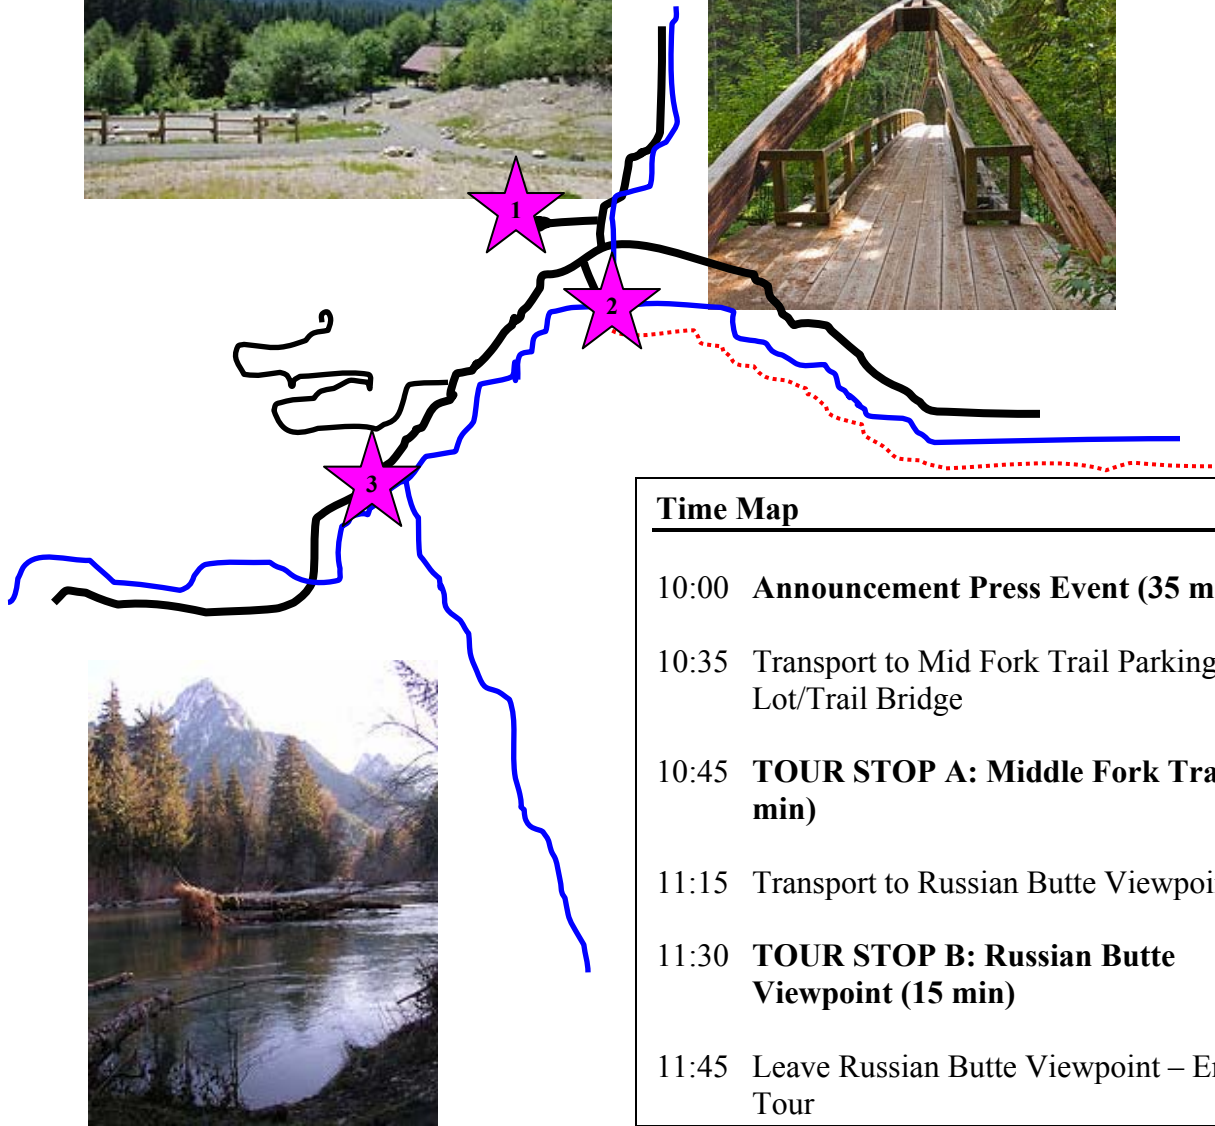 1
2
3
Time Map
10:00 Announcement Press Event (35 m
10:35 Transport to Mid Fork Trail Parking
Lot/Trail Bridge
10:45 TOUR STOP A: Middle Fork Tra
min)
11:15 Transport to Russian Butte Viewpoi
11:30 TOUR STOP B: Russian Butte
Viewpoint (15 min)
11:45 Leave Russian Butte Viewpoint – E
Tour